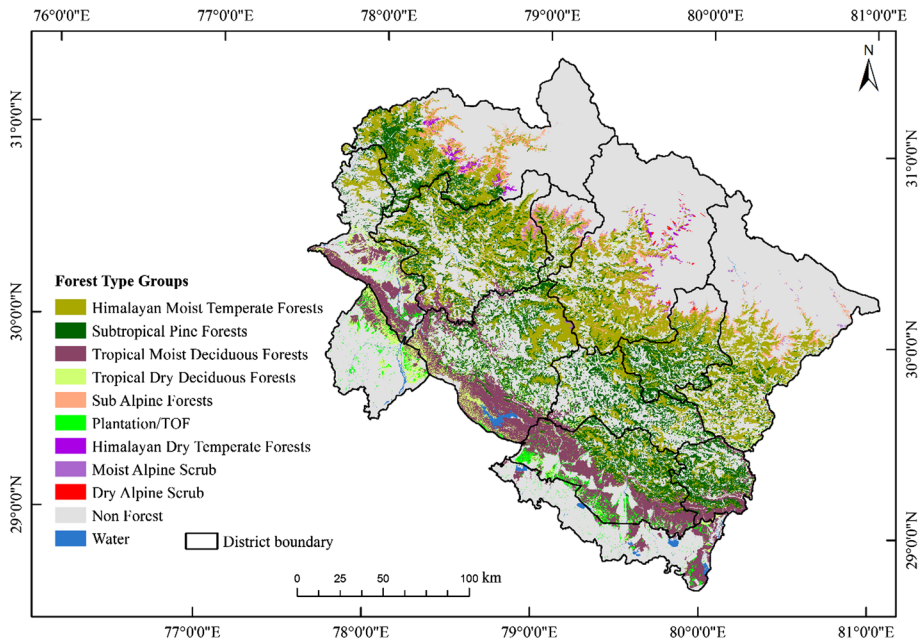 76°0'0"E 77°0'0"E 78°0'0"E 79°0'0"E 80°0'0"E 81°0'0"E
N
31°0'0"N
31°0'0"N
30°0'0"N
30°0'0"N
29°0'0"N
29°0'0"N
Forest Type Groups
Himalayan Moist Temperate Forests
Subtropical Pine Forests
Tropical Moist Deciduous Forests
Tropical Dry Deciduous Forests
Sub Alpine Forests
Plantation/TOF
Himalayan Dry Temperate Forests
Moist Alpine Scrub
Dry Alpine Scrub
Non Forest
Water
District boundary
0 25 50 100 km
77°0'0"E 78°0'0"E 79°0'0"E 80°0'0"E 81°0'0"E